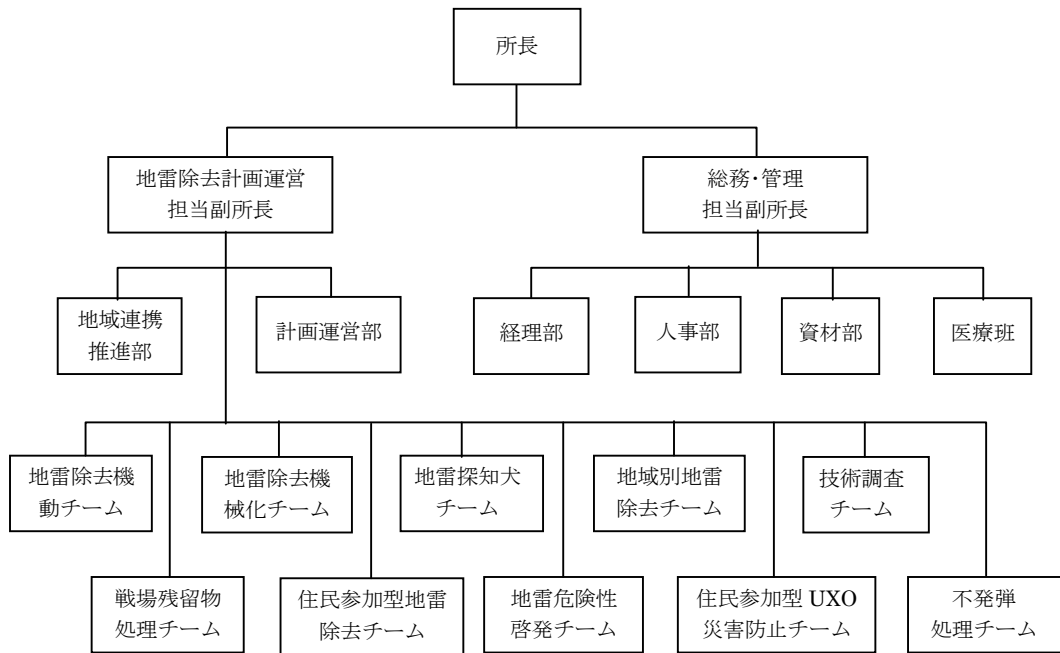 所長
地雷除去計画運営
担当副所長
総務・管理
担当副所長
地域連携
推進部
計画運営部
経理部
人事部
資材部
医療班
地雷除去機
動チーム
地雷除去機
械化チーム
地雷探知犬
チーム
地域別地雷
除去チーム
技術調査
チーム
戦場残留物
処理チーム
住民参加型地雷
除去チーム
地雷危険性
啓発チーム
住民参加型 UXO
災害防止チーム
不発弾
処理チーム